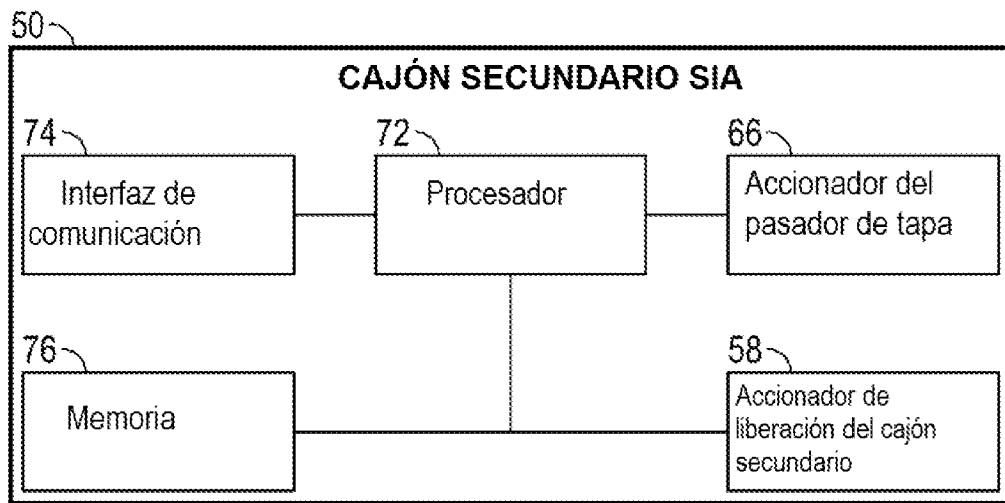 50
CAJÓN SECUNDARIO SIA
74
72
66
Interfaz de
comunicación
Procesador
Accionador del
pasador de tapa
76
58
Memoria
Accionador de
liberación del cajón
secundario